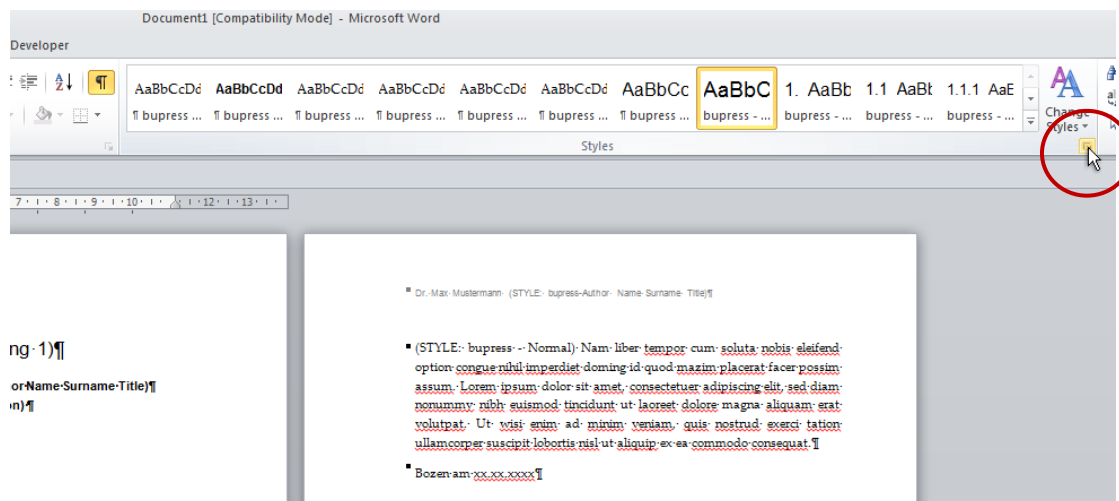 Document1 [Compatibility Mode] - Microsoft Word
Developer
AaBbCcDd AaBbCcDd AaBbCcDd AaBbCcDd AaBbCcDd AaBbCcDd AaBbCc AaBbC 1. AaBb 1.1 AaBb 1.1.1 AaE
¶ bupress ... ¶ bupress ... ¶ bupress ... ¶ bupress ... ¶ bupress ... ¶ bupress ... ¶ bupress ... bupress - ... bupress - ... bupress - ... bupress - ...
Change
Styles
Styles
7 8 9 10 12 13
Dr.·Max·Mustermann· (STYLE:· bupress-Author· Name·Surname· Title)¶
ng·1)¶
or·Name·Surname·Title)¶
on)¶
(STYLE:· bupress·-·Normal)·Nam·liber·tempor·cum·soluta·nobis·eleifend·
option·congue·nihil·imperdiet·doming·id·quod·mazim·placerat·facer·possim·
assum.·Lorem·ipsum·dolor·sit·amet,·consectetuer·adipiscing·elit,·sed·diam·
nonummy·nibh·euismod·tincidunt·ut·laoreet·dolore·magna·aliquam·erat·
volutpat.·Ut·wisi·enim·ad·minim·veniam,·quis·nostrud·exerci·tation·
ullamcorper·suscipit·lobortis·nisl·ut·aliquip·ex·ea·commodo·consequat.¶
Bozen·am·xx.xx.xxxx¶